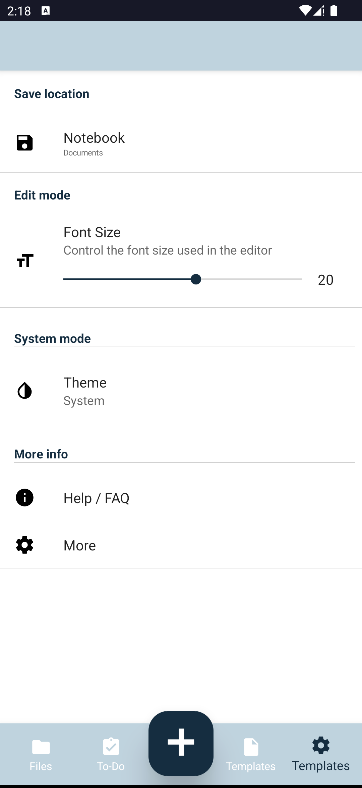 2:18
A
Save location
Notebook
Documents
Edit mode
Font Size
Control the font size used in the editor
20
System mode
Theme
System
More info
Help / FAQ
More
Files
To-Do
Templates
Templates